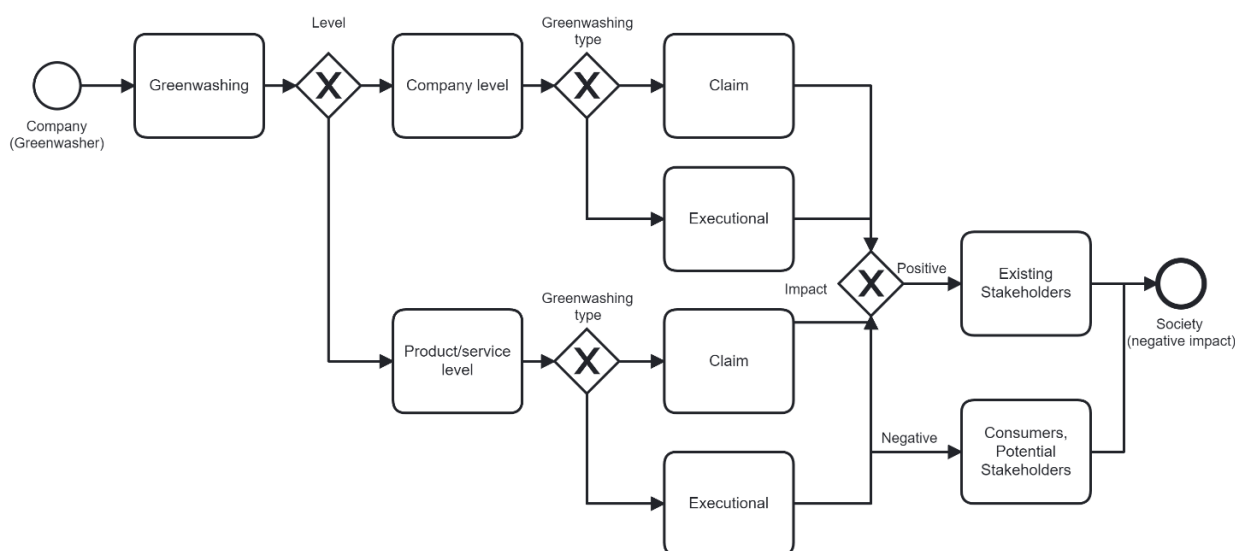 Level
Greenwashing
type
Greenwashing
Company level
Claim
Company
(Greenwasher)
Executional
Positive
Existing
Stakeholders
Impact
Greenwashing
type
Society
(negative impact)
Product/service
level
Claim
Negative
Consumers,
Potential
Stakeholders
Executional